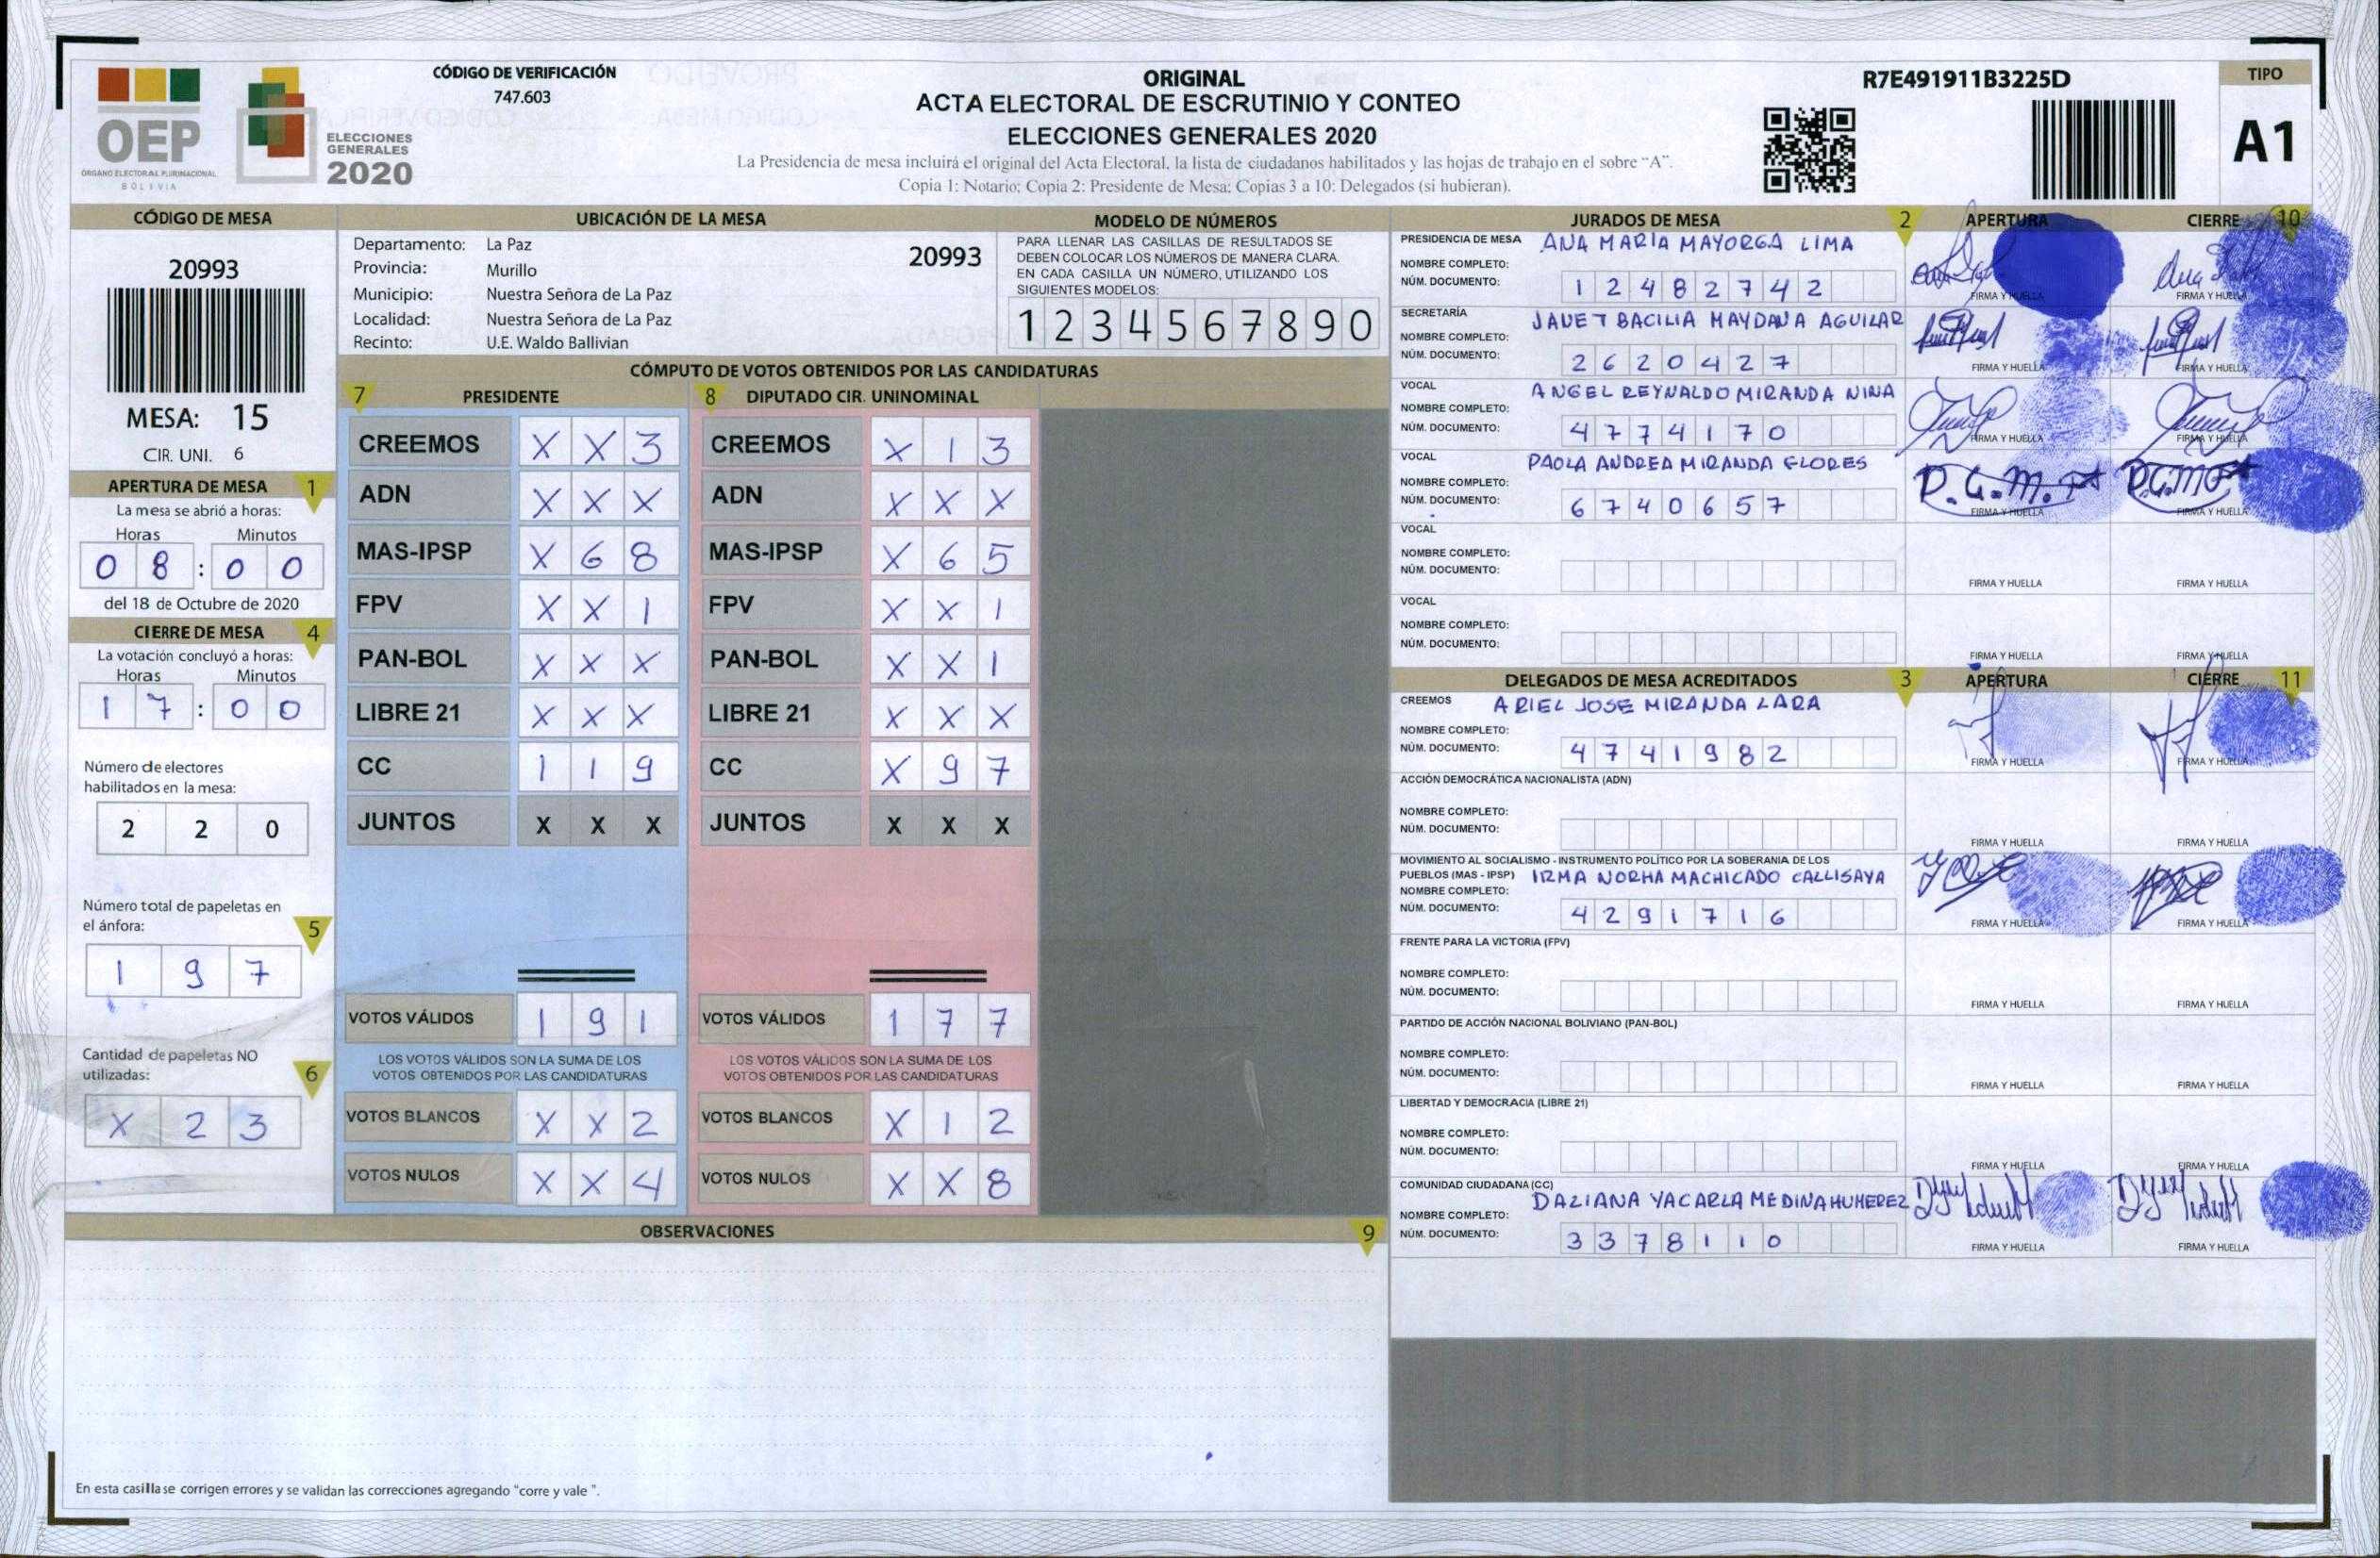 CÓDIGO DE VERIFICACIÓN
747.603
OEP
ÓRGANO ELECTORAL PLURINACIONAL
BOLIVIA
ELECCIONES
GENERALES
2020
ORIGINAL
ACTA ELECTORAL DE ESCRUTINIO Y CONTEO
ELECCIONES GENERALES 2020
La Presidencia de mesa incluirá el original del Acta Electoral, la lista de ciudadanos habilitados y las hojas de trabajo en el sobre “A”.
Copia 1: Notario; Copia 2: Presidente de Mesa; Copias 3 a 10: Delegados (si hubieran).
R7E491911B3225D
TIPO
A1
CÓDIGO DE MESA
20993
MESA: 15
CIR. UNI. 6
APERTURA DE MESA 1
La mesa se abrió a horas:
Horas Minutos
0 8 : 0 0
del 18 de Octubre de 2020
CIERRE DE MESA 4
La votación concluyó a horas:
Horas Minutos
1 7 : 0 0
Número de electores
habilitados en la mesa:
2 2 0
Número total de papeletas en
el ánfora: 5
1 9 7
Cantidad de papeletas NO
utilizadas: 6
X 2 3
UBICACIÓN DE LA MESA
Departamento: La Paz
20993
Provincia: Murillo
Municipio: Nuestra Señora de La Paz
Localidad: Nuestra Señora de La Paz
Recinto: U.E. Waldo Ballivian
MODELO DE NÚMEROS
PARA LLENAR LAS CASILLAS DE RESULTADOS SE
DEBEN COLOCAR LOS NÚMEROS DE MANERA CLARA.
EN CADA CASILLA UN NÚMERO, UTILIZANDO LOS
SIGUIENTES MODELOS:
1 2 3 4 5 6 7 8 9 0
CÓMPUTO DE VOTOS OBTENIDOS POR LAS CANDIDATURAS
7 PRESIDENTE
CREEMOS X X 3
ADN X X X
MAS-IPSP X 6 8
FPV X X 1
PAN-BOL X X X
LIBRE 21 X X X
CC 1 1 9
JUNTOS X X X
VOTOS VÁLIDOS 1 9 1
LOS VOTOS VÁLIDOS SON LA SUMA DE LOS
VOTOS OBTENIDOS POR LAS CANDIDATURAS
VOTOS BLANCOS X X 2
VOTOS NULOS X X 4
8 DIPUTADO CIR. UNINOMINAL
CREEMOS X 1 3
ADN X X X
MAS-IPSP X 6 5
FPV X X 1
PAN-BOL X X 1
LIBRE 21 X X X
CC X 9 7
JUNTOS X X X
VOTOS VÁLIDOS 1 7 7
LOS VOTOS VÁLIDOS SON LA SUMA DE LOS
VOTOS OBTENIDOS POR LAS CANDIDATURAS
VOTOS BLANCOS X 1 2
VOTOS NULOS X X 8
OBSERVACIONES 9
En esta casilla se corrigen errores y se validan las correcciones agregando “corre y vale ”.
JURADOS DE MESA 2 APERTURA CIERRE 10
PRESIDENCIA DE MESA ANA MARÍA MAYORGA LIMA
NOMBRE COMPLETO:
NÚM. DOCUMENTO: 1 2 4 8 2 7 4 2
FIRMA Y HUELLA FIRMA Y HUELLA
SECRETARÍA JANET BACILIA MAYDANA AGUILAR
NOMBRE COMPLETO:
NÚM. DOCUMENTO: 2 6 2 0 4 2 7
FIRMA Y HUELLA FIRMA Y HUELLA
VOCAL ANGEL REYNALDO MIRANDA NINA
NOMBRE COMPLETO:
NÚM. DOCUMENTO: 4 7 7 4 1 7 0
FIRMA Y HUELLA FIRMA Y HUELLA
VOCAL PAOLA ANDREA MIRANDA FLORES
NOMBRE COMPLETO:
NÚM. DOCUMENTO: 6 7 4 0 6 5 7
FIRMA Y HUELLA FIRMA Y HUELLA
VOCAL
NOMBRE COMPLETO:
NÚM. DOCUMENTO:
FIRMA Y HUELLA FIRMA Y HUELLA
VOCAL
NOMBRE COMPLETO:
NÚM. DOCUMENTO:
FIRMA Y HUELLA FIRMA Y HUELLA
DELEGADOS DE MESA ACREDITADOS 3 APERTURA CIERRE 11
CREEMOS ARIEL JOSE MIRANDA LARA
NOMBRE COMPLETO:
NÚM. DOCUMENTO: 4 7 4 1 9 8 2
FIRMA Y HUELLA FIRMA Y HUELLA
ACCIÓN DEMOCRÁTICA NACIONALISTA (ADN)
NOMBRE COMPLETO:
NÚM. DOCUMENTO:
FIRMA Y HUELLA FIRMA Y HUELLA
MOVIMIENTO AL SOCIALISMO - INSTRUMENTO POLÍTICO POR LA SOBERANIA DE LOS
PUEBLOS (MAS - IPSP) IRMA NORHA MACHICADO CALLISAYA
NOMBRE COMPLETO:
NÚM. DOCUMENTO: 4 2 9 1 7 1 6
FIRMA Y HUELLA FIRMA Y HUELLA
FRENTE PARA LA VICTORIA (FPV)
NOMBRE COMPLETO:
NÚM. DOCUMENTO:
FIRMA Y HUELLA FIRMA Y HUELLA
PARTIDO DE ACCIÓN NACIONAL BOLIVIANO (PAN-BOL)
NOMBRE COMPLETO:
NÚM. DOCUMENTO:
FIRMA Y HUELLA FIRMA Y HUELLA
LIBERTAD Y DEMOCRACIA (LIBRE 21)
NOMBRE COMPLETO:
NÚM. DOCUMENTO:
FIRMA Y HUELLA FIRMA Y HUELLA
COMUNIDAD CIUDADANA (CC) DAZIANA YACARLA MEDINA HUMEREZ
NOMBRE COMPLETO:
NÚM. DOCUMENTO: 3 3 7 8 1 1 0
FIRMA Y HUELLA FIRMA Y HUELLA